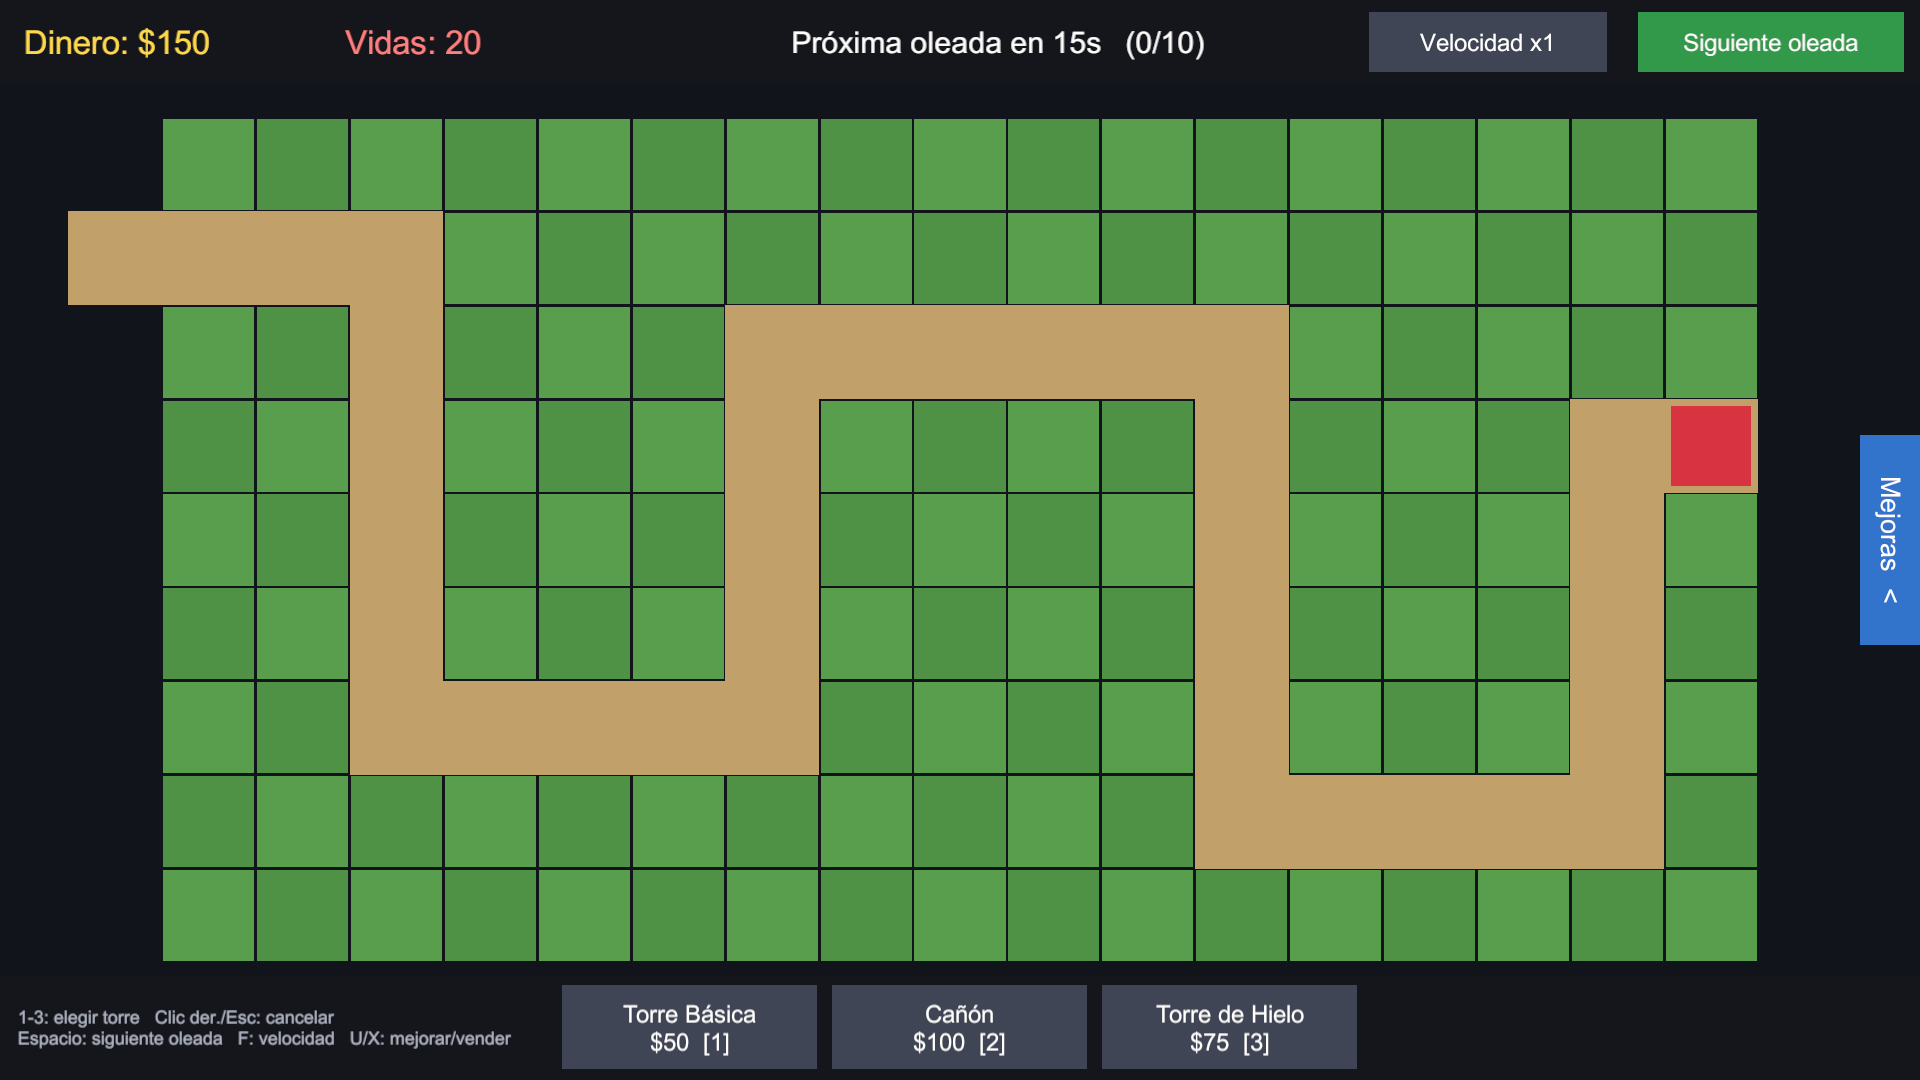 Dinero: $150
Vidas: 20
Próxima oleada en 15s (0/10)
Velocidad x1
Siguiente oleada
Mejoras <
1-3: elegir torre Clic der./Esc: cancelar
Espacio: siguiente oleada F: velocidad U/X: mejorar/vender
Torre Básica
$50 [1]
Cañón
$100 [2]
Torre de Hielo
$75 [3]